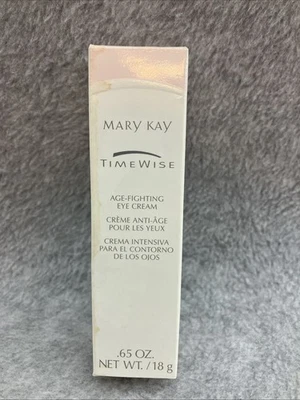 MARY KAY
TIMEWISE
AGE-FIGHTING
EYE CREAM
CRÈME ANTI-ÂGE
POUR LES YEUX
CREMA INTENSIVA
PARA EL CONTORNO
DE LOS OJOS
.65 OZ.
NET WT. / 18 g